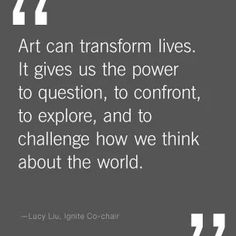 "
Art can transform lives.
It gives us the power
to question, to confront,
to explore, and to
challenge how we think
about the world.
—Lucy Liu, Ignite Co-chair
"